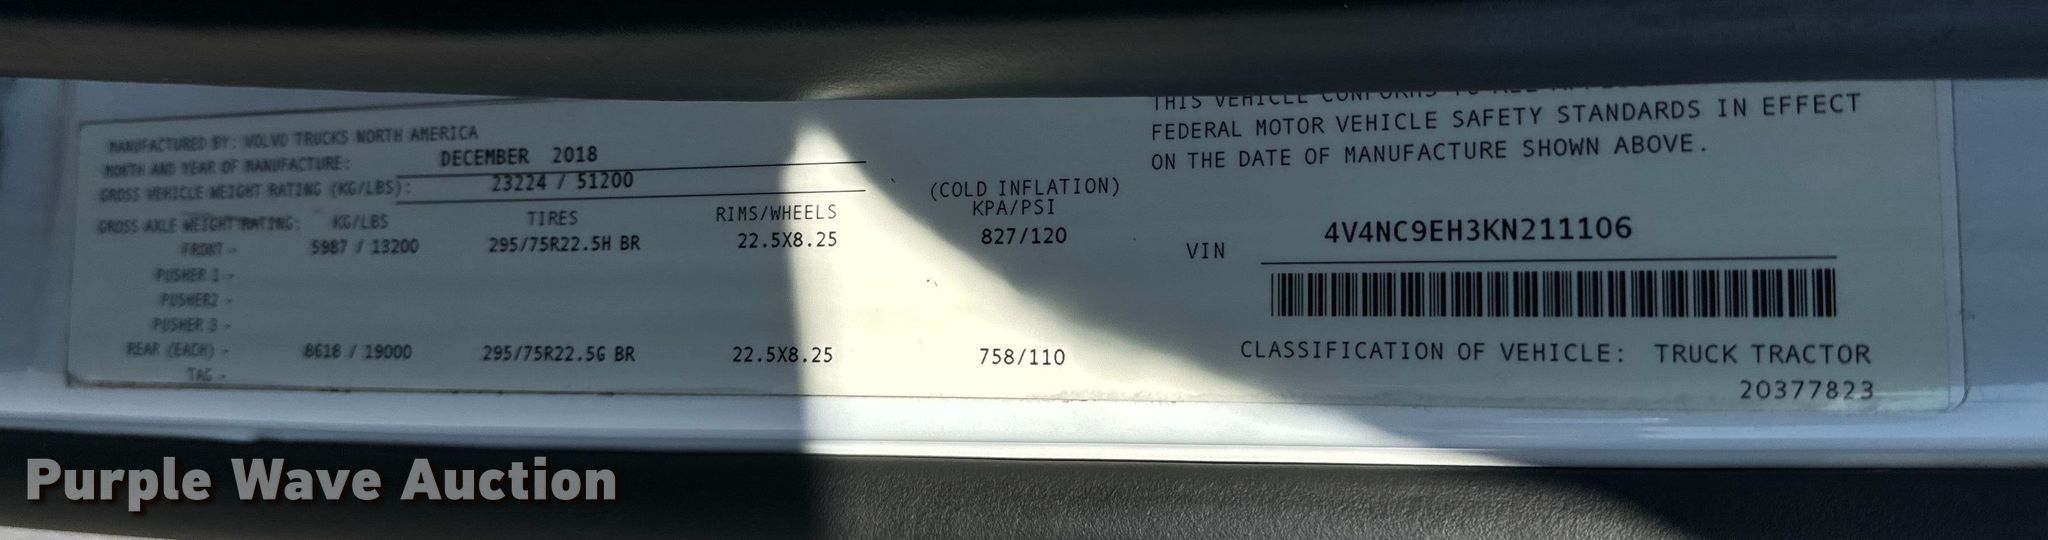 MANUFACTURED BY: VOLVO TRUCKS NORTH AMERICA
MONTH AND YEAR OF MANUFACTURE: DECEMBER 2018
GROSS VEHICLE WEIGHT RATING (KG/LBS): 23224 / 51200
GROSS AXLE WEIGHT RATING: KG/LBS TIRES RIMS/WHEELS (COLD INFLATION) KPA/PSI
FRONT - 5987 / 13200 295/75R22.5H BR 22.5X8.25 827/120
PUSHER 1 -
PUSHER2 -
PUSHER 3 -
REAR (EACH) - 8618 / 19000 295/75R22.5G BR 22.5X8.25 758/110
TAG -
THIS VEHICLE CONFORMS TO ALL
FEDERAL MOTOR VEHICLE SAFETY STANDARDS IN EFFECT
ON THE DATE OF MANUFACTURE SHOWN ABOVE.
VIN 4V4NC9EH3KN211106
CLASSIFICATION OF VEHICLE: TRUCK TRACTOR
20377823
Purple Wave Auction